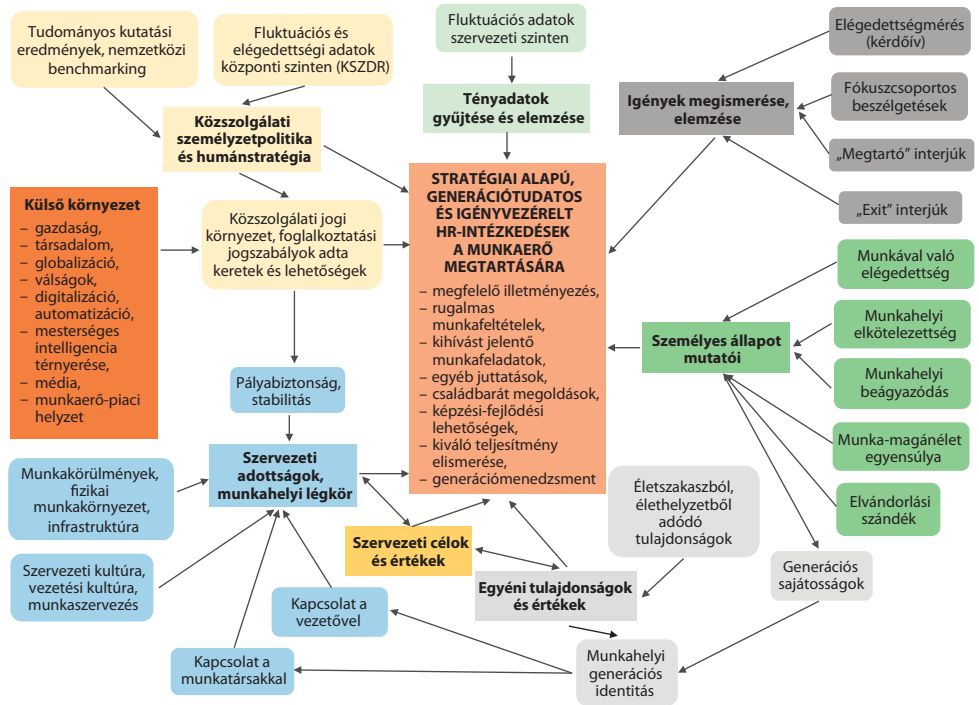 Tudományos kutatási
eredmények, nemzetközi
benchmarking
Fluktuációs és
elégedettségi adatok
központi szinten (KSZDR)
Fluktuációs adatok
szervezeti szinten
Elégedettségmérés
(kérdőív)
Fókuszcsoportos
beszélgetések
„Megtartó” interjúk
„Exit” interjúk
Közszolgálati
személyzetpolitika
és humánstratégia
Tényadatok
gyűjtése és elemzése
Igények megismerése,
elemzése
Külső környezet
– gazdaság,
– társadalom,
– globalizáció,
– válságok,
– digitalizáció,
automatizáció,
– mesterséges
intelligencia
térnyerése,
– média,
– munkaerő-piaci
helyzet
Közszolgálati jogi
környezet, foglalkoztatási
jogszabályok adta
keretek és lehetőségek
STRATÉGIAI ALAPÚ,
GENERÁCIÓTUDATOS
ÉS IGÉNYVEZÉRELT
HR-INTÉZKEDÉSEK
A MUNKAERŐ
MEGTARTÁSÁRA
– megfelelő illetményezés,
– rugalmas
munkafeltételek,
– kihívást jelentő
munkafeladatok,
– egyéb juttatások,
– családbarát megoldások,
– képzési-fejlődési
lehetőségek,
– kiváló teljesítmény
elismerése,
– generációmenedzsment
Személyes állapot
mutatói
Munkával való
elégedettség
Munkahelyi
elkötelezettség
Munkahelyi
beágyazódás
Munka-magánélet
egyensúlya
Elvándorlási
szándék
Pályabiztonság,
stabilitás
Szervezeti
adottságok,
munkahelyi légkör
Munkakörülmények,
fizikai
munkakörnyezet,
infrastruktúra
Szervezeti kultúra,
vezetési kultúra,
munkaszervezés
Kapcsolat a
vezetővel
Kapcsolat a
munkatársakkal
Szervezeti célok
és értékek
Egyéni tulajdonságok
és értékek
Életszakaszból,
élethelyzetből
adódó
tulajdonságok
Generációs
sajátosságok
Munkahelyi
generációs
identitás